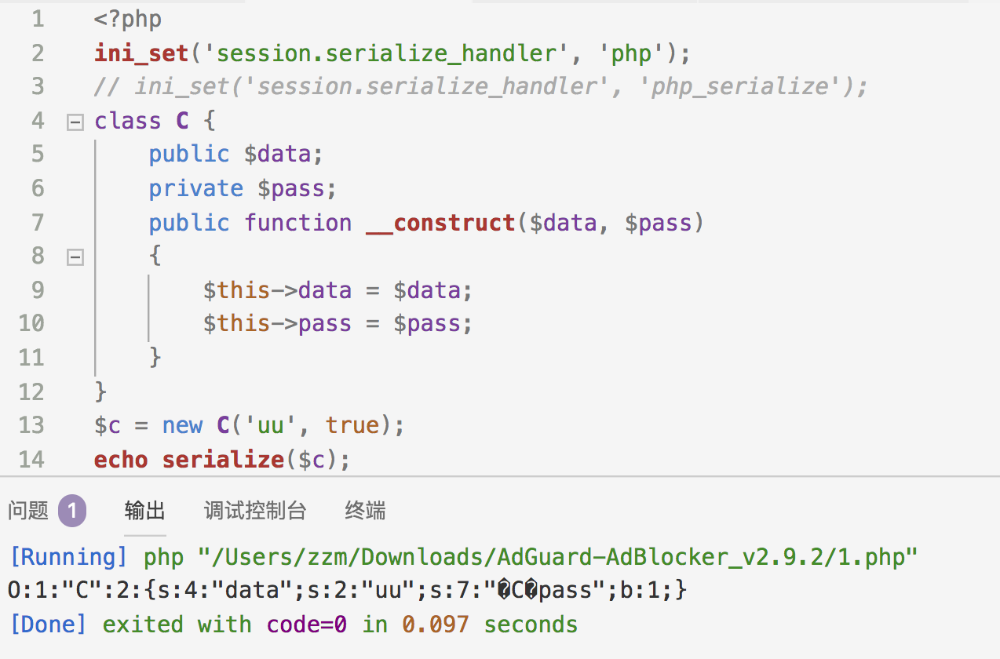 1 <?php
2 ini_set('session.serialize_handler', 'php');
3 // ini_set('session.serialize_handler', 'php_serialize');
4 class C {
5 public $data;
6 private $pass;
7 public function __construct($data, $pass)
8 {
9 $this->data = $data;
10 $this->pass = $pass;
11 }
12 }
13 $c = new C('uu', true);
14 echo serialize($c);
问题 1 输出 调试控制台 终端
[Running] php "/Users/zzm/Downloads/AdGuard-AdBlocker_v2.9.2/1.php"
O:1:"C":2:{s:4:"data";s:2:"uu";s:7:"�C�pass";b:1;}
[Done] exited with code=0 in 0.097 seconds